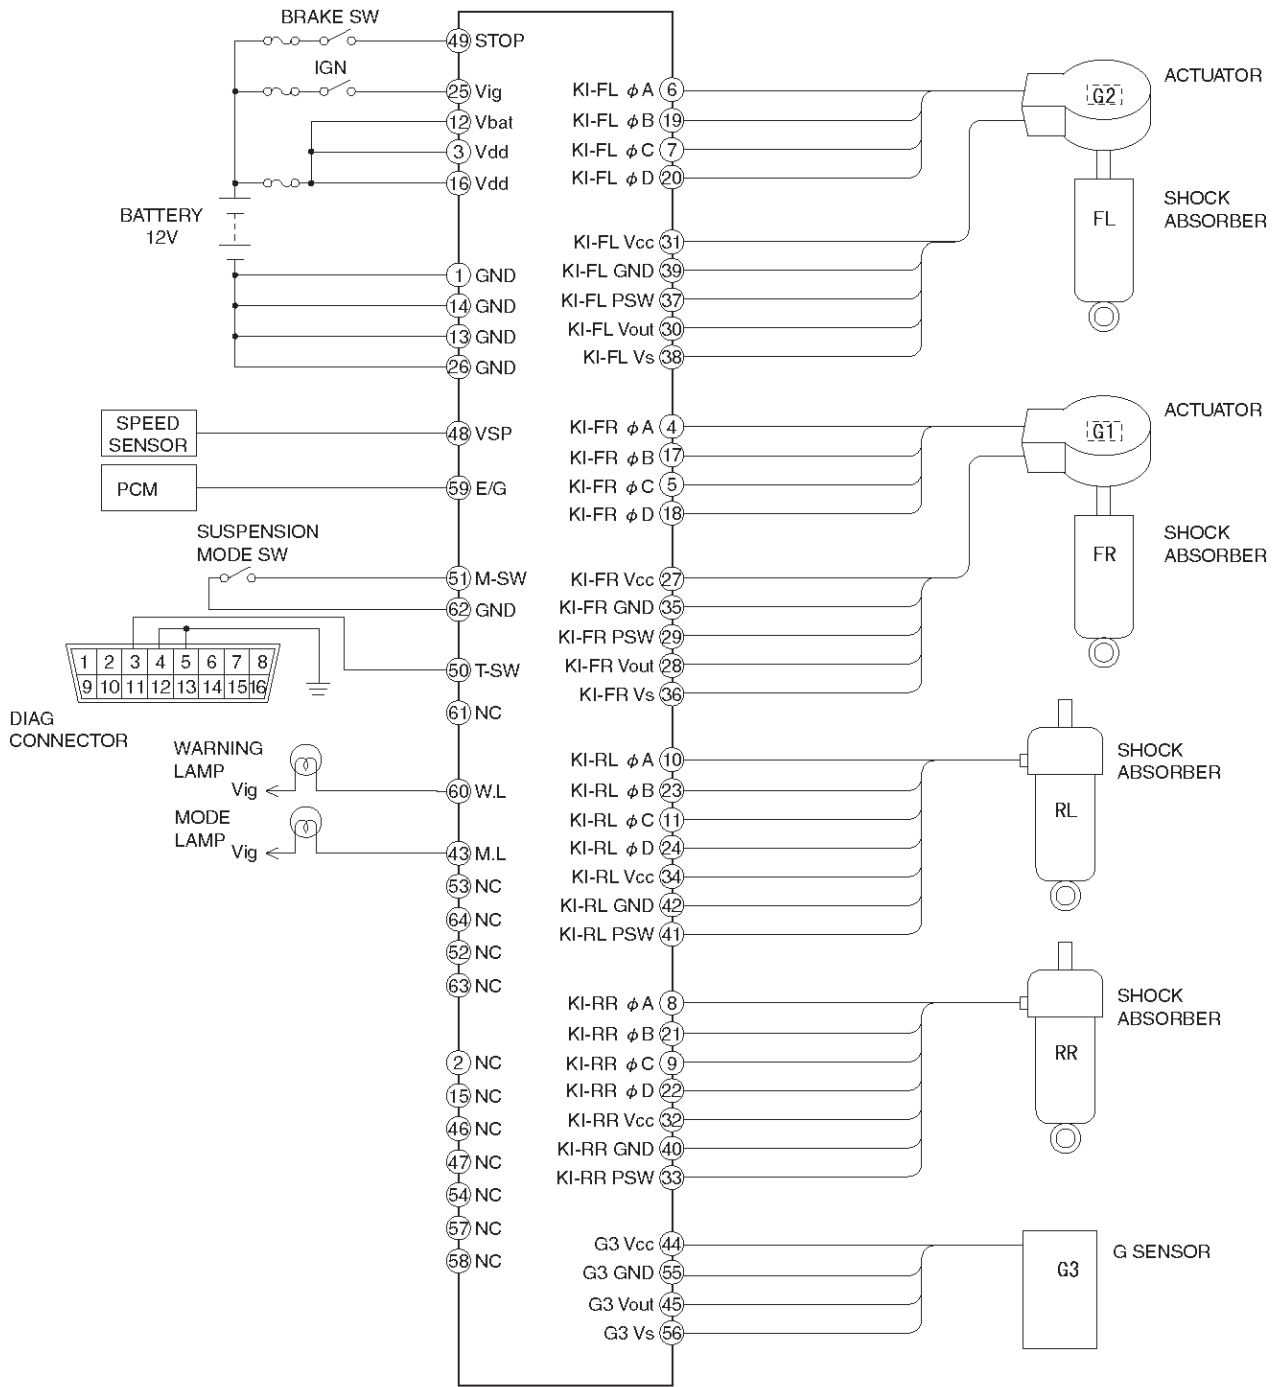 BRAKE SW
49 STOP
IGN
25 Vig
12 Vbat
3 Vdd
16 Vdd
BATTERY
12V
1 GND
14 GND
13 GND
26 GND
SPEED
SENSOR
48 VSP
PCM
59 E/G
SUSPENSION
MODE SW
51 M-SW
62 GND
1 2 3 4 5 6 7 8
9 10 11 12 13 14 15 16
50 T-SW
DIAG
CONNECTOR
61 NC
WARNING
LAMP
Vig
60 W.L
MODE
LAMP
Vig
43 M.L
53 NC
64 NC
52 NC
63 NC
2 NC
15 NC
46 NC
47 NC
54 NC
57 NC
58 NC
KI-FL φA 6
KI-FL φB 19
KI-FL φC 7
KI-FL φD 20
KI-FL Vcc 31
KI-FL GND 39
KI-FL PSW 37
KI-FL Vout 30
KI-FL Vs 38
G2
ACTUATOR
FL
SHOCK
ABSORBER
KI-FR φA 4
KI-FR φB 17
KI-FR φC 5
KI-FR φD 18
KI-FR Vcc 27
KI-FR GND 35
KI-FR PSW 29
KI-FR Vout 28
KI-FR Vs 36
G1
ACTUATOR
FR
SHOCK
ABSORBER
KI-RL φA 10
KI-RL φB 23
KI-RL φC 11
KI-RL φD 24
KI-RL Vcc 34
KI-RL GND 42
KI-RL PSW 41
RL
SHOCK
ABSORBER
KI-RR φA 8
KI-RR φB 21
KI-RR φC 9
KI-RR φD 22
KI-RR Vcc 32
KI-RR GND 40
KI-RR PSW 33
RR
SHOCK
ABSORBER
G3 Vcc 44
G3 GND 55
G3 Vout 45
G3 Vs 56
G3
G SENSOR